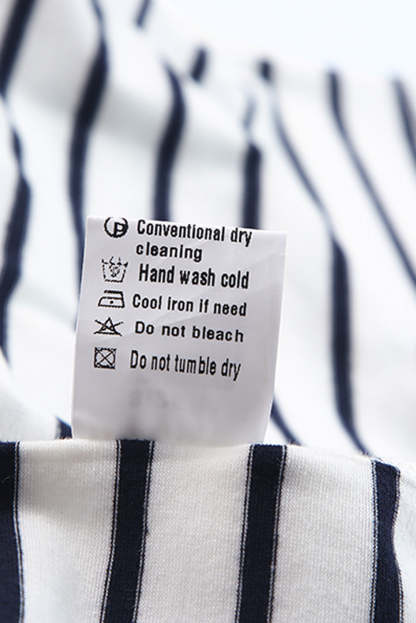 P Conventional dry
cleaning
Hand wash cold
Cool iron if need
Do not bleach
Do not tumble dry